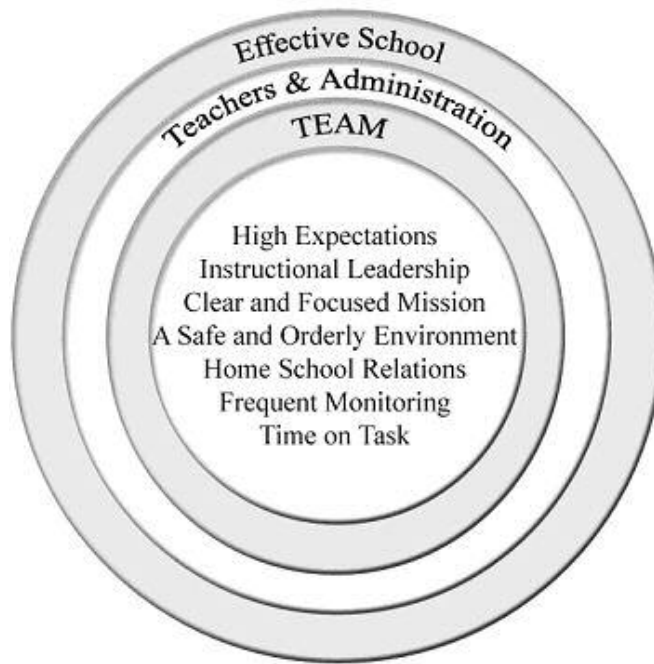 Effective School
Teachers & Administration
TEAM
High Expectations
Instructional Leadership
Clear and Focused Mission
A Safe and Orderly Environment
Home School Relations
Frequent Monitoring
Time on Task